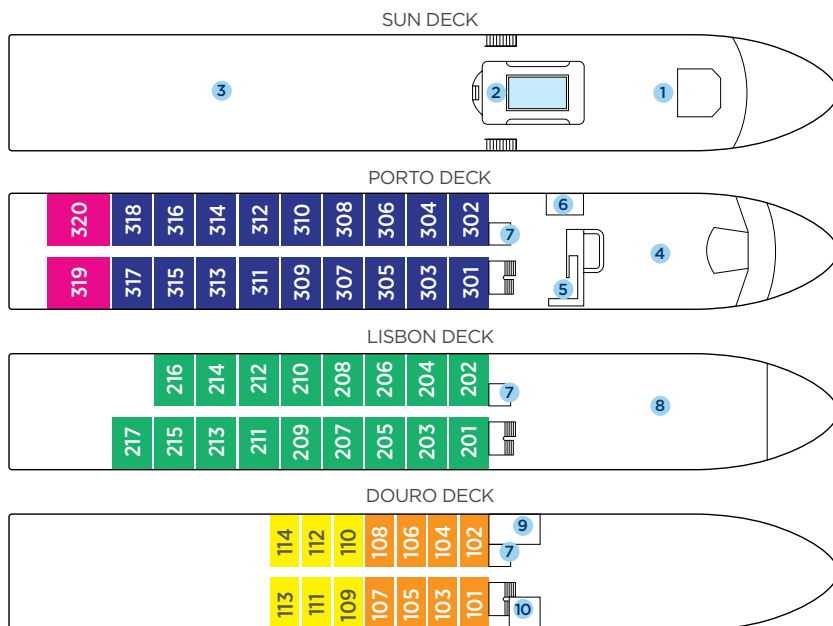 SUN DECK
3
2
1
PORTO DECK
320 318 316 314 312 310 308 306 304 302
6
7
4
319 317 315 313 311 309 307 305 303 301
5
LISBON DECK
216 214 212 210 208 206 204 202
7
8
217 215 213 211 209 207 205 203 201
DOURO DECK
114 112 110 108 106 104 102
9
7
113 111 109 107 105 103 101
10